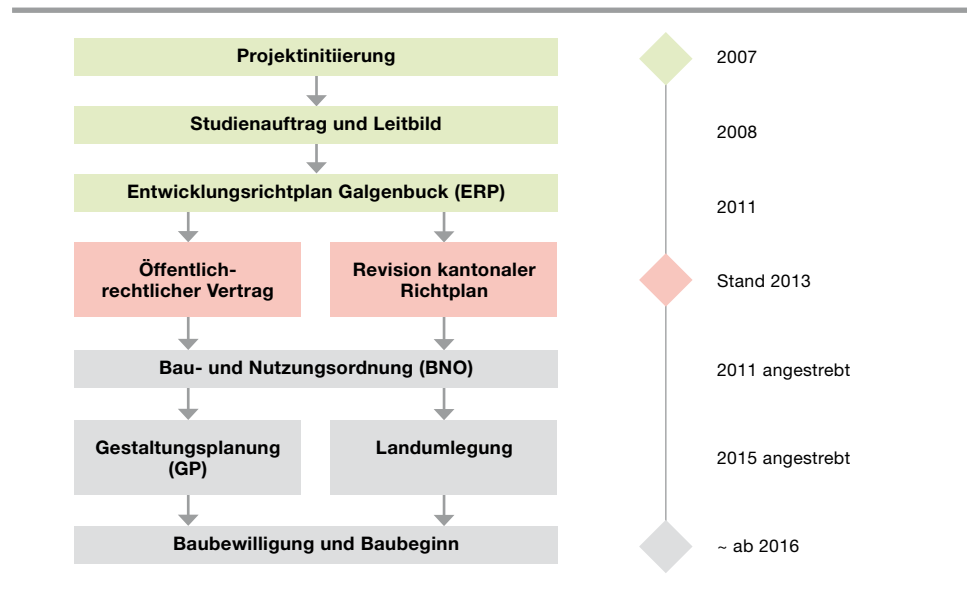 Projektinitiierung
2007
Studienauftrag und Leitbild
2008
Entwicklungsrichtplan Galgenbuck (ERP)
2011
Öffentlich-
rechtlicher Vertrag
Revision kantonaler
Richtplan
Stand 2013
Bau- und Nutzungsordnung (BNO)
2011 angestrebt
Gestaltungsplanung
(GP)
Landumlegung
2015 angestrebt
Baubewilligung und Baubeginn
~ ab 2016